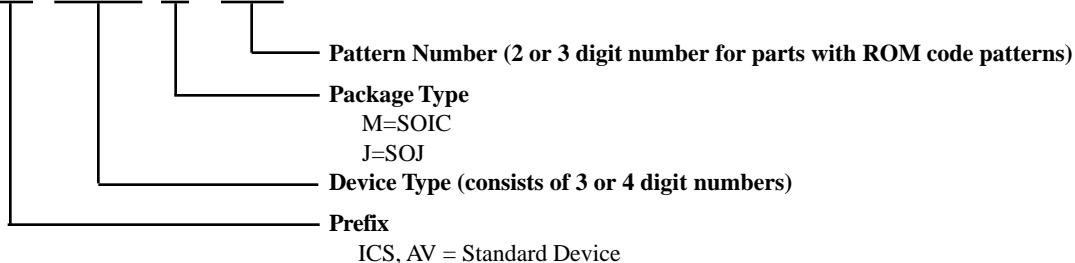 Pattern Number (2 or 3 digit number for parts with ROM code patterns)
Package Type
M=SOIC
J=SOJ
Device Type (consists of 3 or 4 digit numbers)
Prefix
ICS, AV = Standard Device